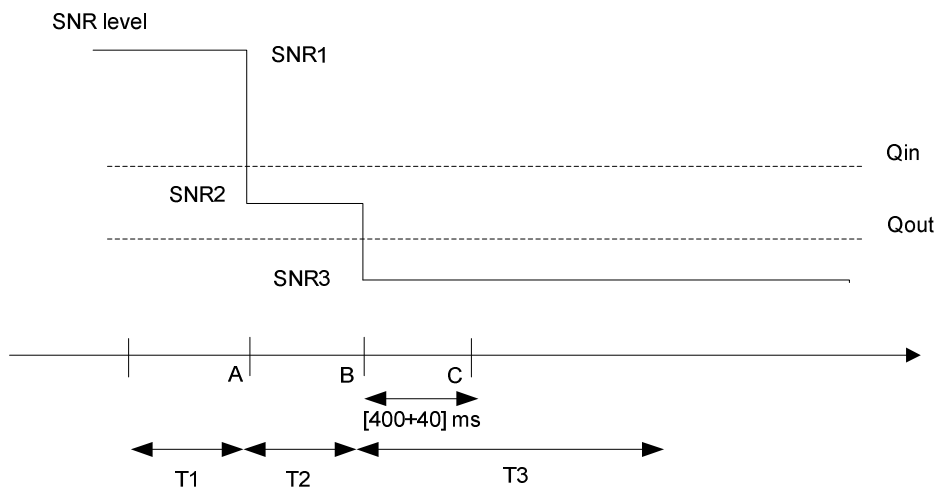 SNR level
SNR1
Qin
SNR2
Qout
SNR3
A
B
C
[400+40] ms
T1
T2
T3